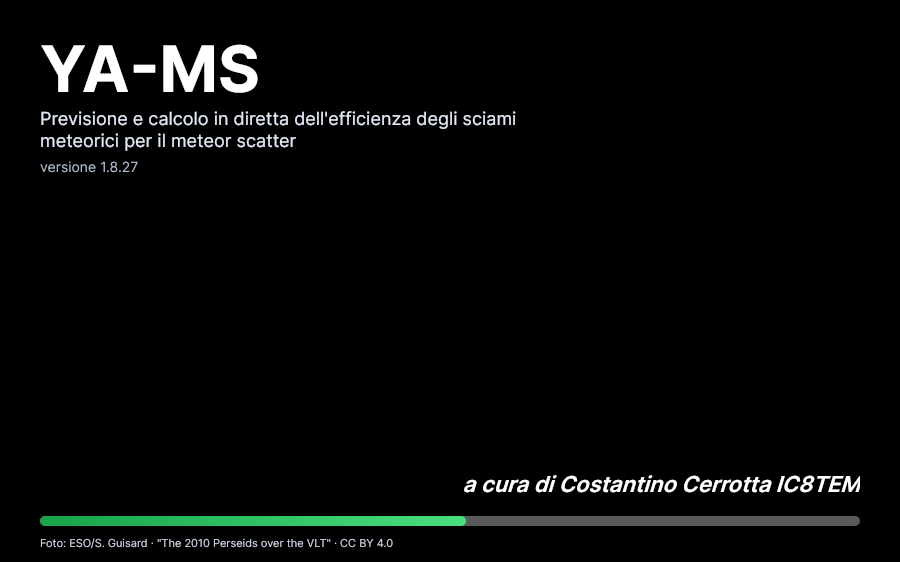 YA-MS
Previsione e calcolo in diretta dell'efficienza degli sciami
meteorici per il meteor scatter
versione 1.8.27
a cura di Costantino Cerrotta IC8TEM
Foto: ESO/S. Guisard · "The 2010 Perseids over the VLT" · CC BY 4.0